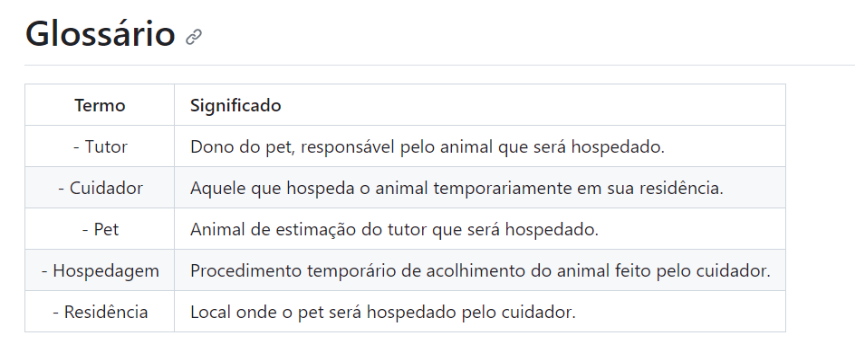 Glossário
Termo Significado
- Tutor Dono do pet, responsável pelo animal que será hospedado.
- Cuidador Aquele que hospeda o animal temporariamente em sua residência.
- Pet Animal de estimação do tutor que será hospedado.
- Hospedagem Procedimento temporário de acolhimento do animal feito pelo cuidador.
- Residência Local onde o pet será hospedado pelo cuidador.